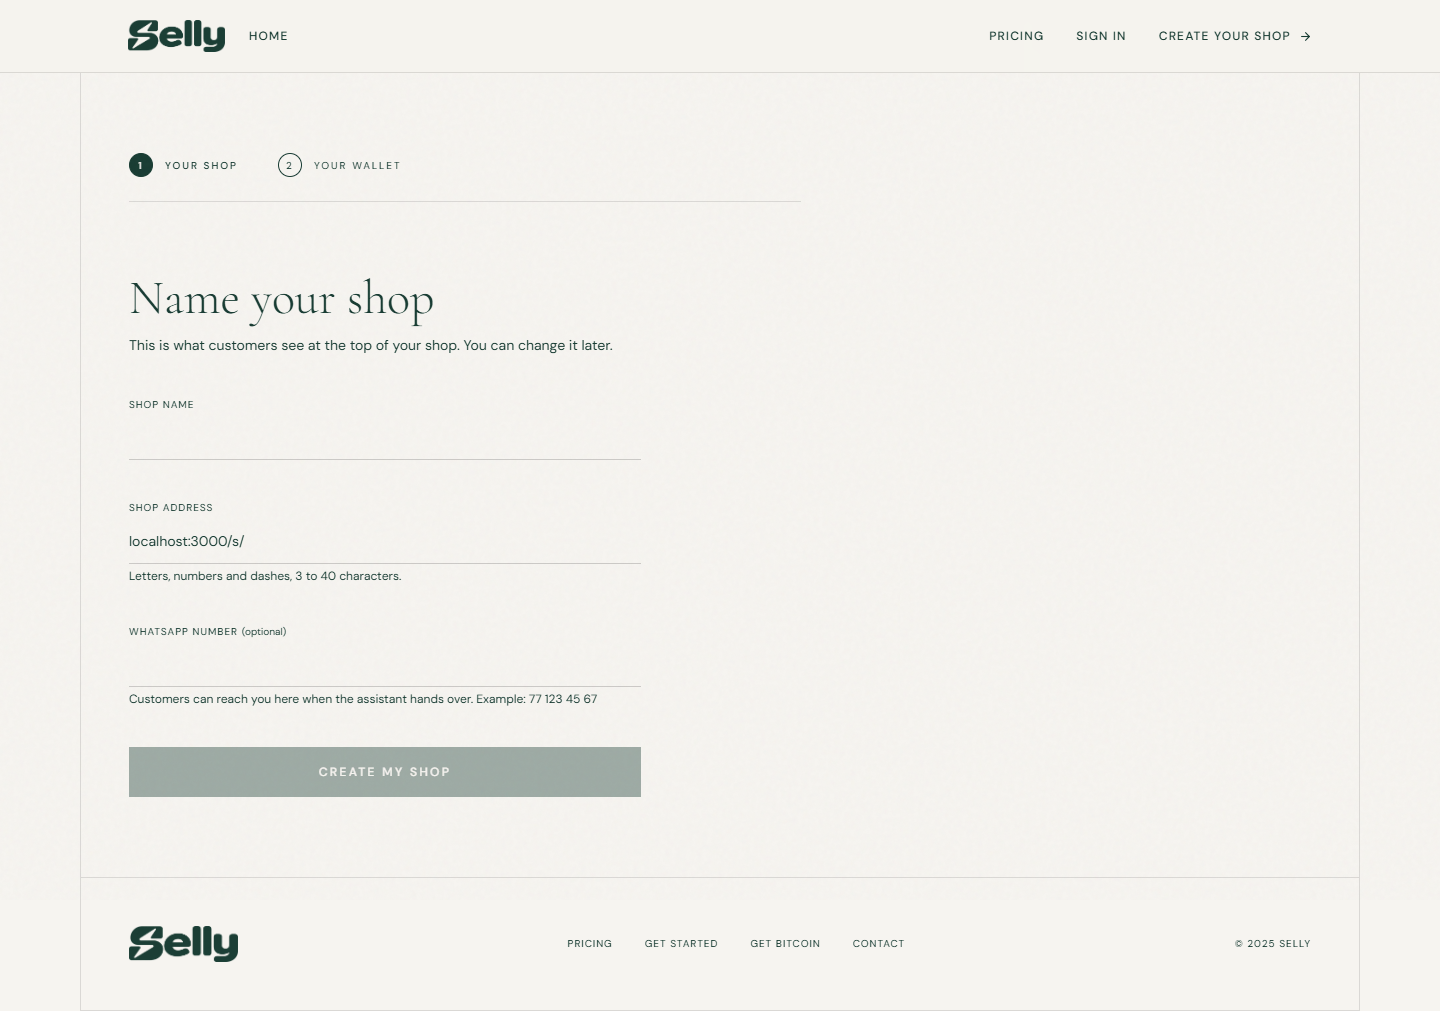 Selly
HOME
PRICING
SIGN IN
CREATE YOUR SHOP →
1 YOUR SHOP
2 YOUR WALLET
Name your shop
This is what customers see at the top of your shop. You can change it later.
SHOP NAME
SHOP ADDRESS
localhost:3000/s/
Letters, numbers and dashes, 3 to 40 characters.
WHATSAPP NUMBER (optional)
Customers can reach you here when the assistant hands over. Example: 77 123 45 67
CREATE MY SHOP
Selly
PRICING
GET STARTED
GET BITCOIN
CONTACT
© 2025 SELLY